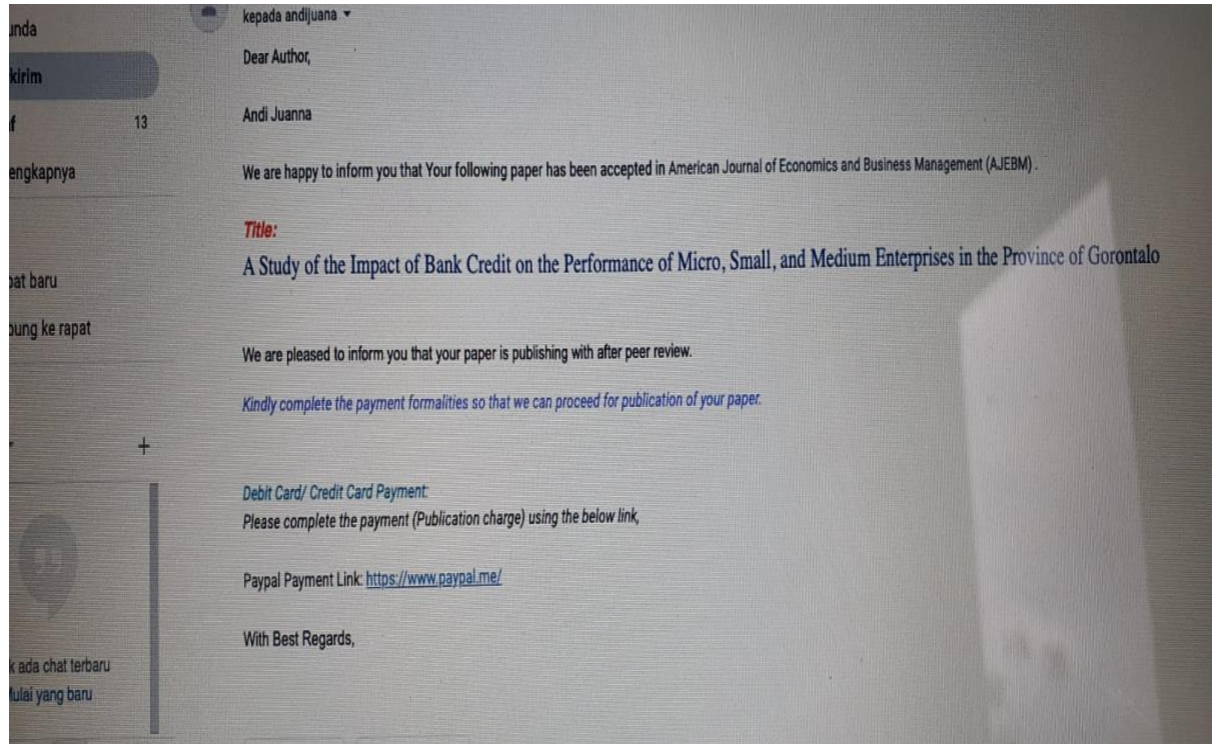 kepada andijuana
Dear Author,
Andi Juanna
We are happy to inform you that Your following paper has been accepted in American Journal of Economics and Business Management (AJEBM) .
Title:
A Study of the Impact of Bank Credit on the Performance of Micro, Small, and Medium Enterprises in the Province of Gorontalo
We are pleased to inform you that your paper is publishing with after peer review.
Kindly complete the payment formalities so that we can proceed for publication of your paper.
Debit Card/ Credit Card Payment:
Please complete the payment (Publication charge) using the below link,
Paypal Payment Link: https://www.paypal.me/
With Best Regards,
unda
kirim
f 13
engkapnya
pat baru
bung ke rapat
+
k ada chat terbaru
Mulai yang baru